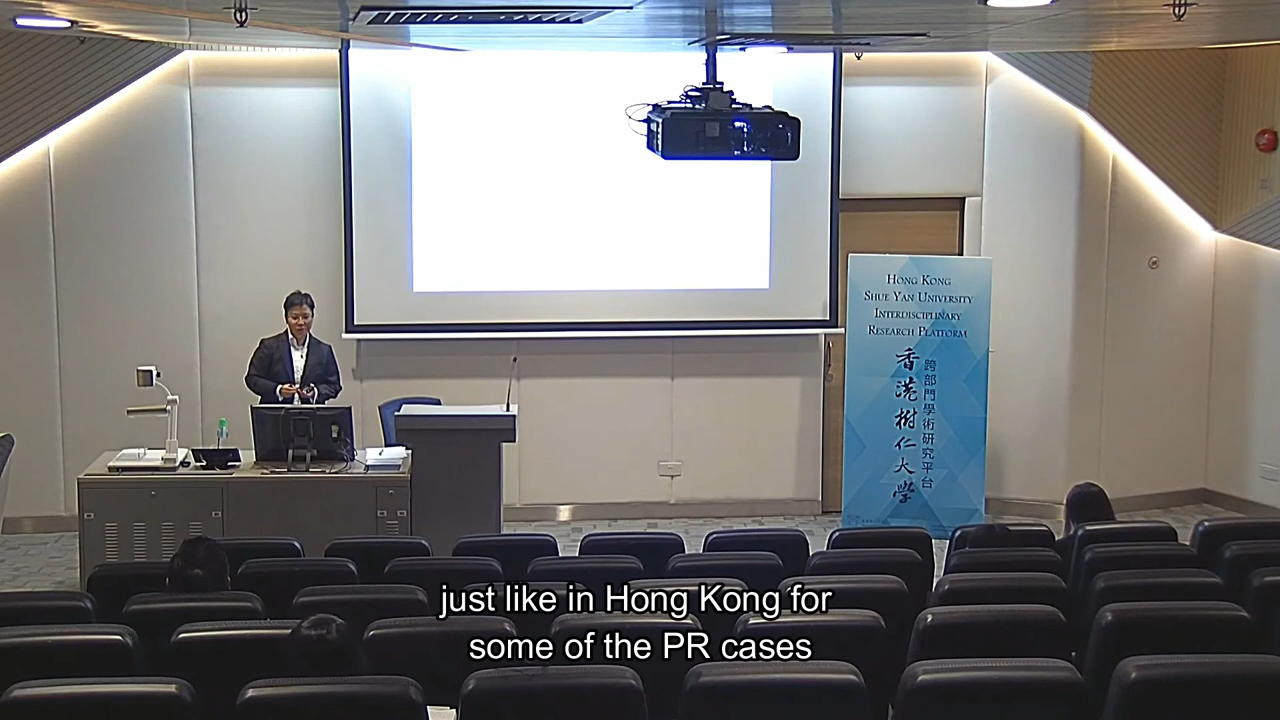 HONG KONG
SHUE YAN UNIVERSITY
INTERDISCIPLINARY
RESEARCH PLATFORM
香港樹仁大學
跨部門學術研究平台
just like in Hong Kong for
some of the PR cases